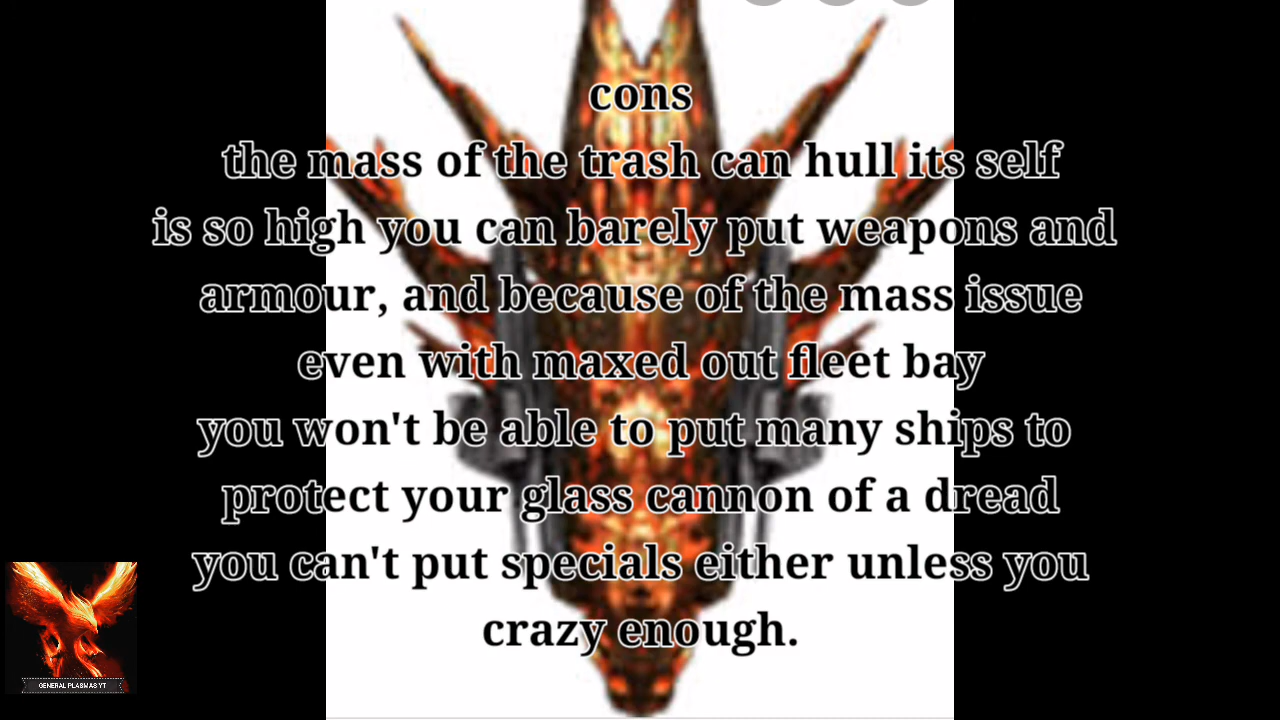 cons
the mass of the trash can hull its self
is so high you can barely put weapons and
armour, and because of the mass issue
even with maxed out fleet bay
you won't be able to put many ships to
protect your glass cannon of a dread
you can't put specials either unless you
crazy enough.
GENERAL PLASMAS YT